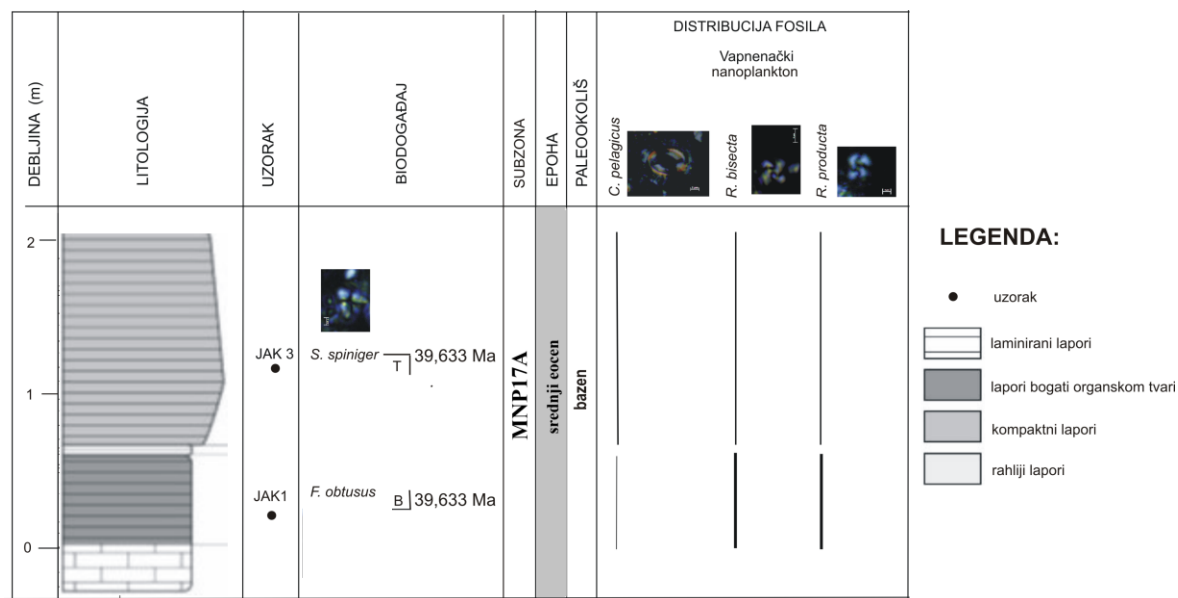 DEBLJINA (m)
LITOLOGIJA
UZORAK
BIODOGAĐAJ
SUBZONA
EPOHA
PALEOOKOLIŠ
DISTRIBUCIJA FOSILA
Vapnenački
nanoplankton
C. pelagicus
R. bisecta
R. producta
2
1
0
JAK 3
JAK1
S. spiniger
T
39,633 Ma
F. obtusus
B
39,633 Ma
MNP17A
srednji eocen
bazen
LEGENDA:
uzorak
laminirani lapori
lapori bogati organskom tvari
kompaktni lapori
rahliji lapori